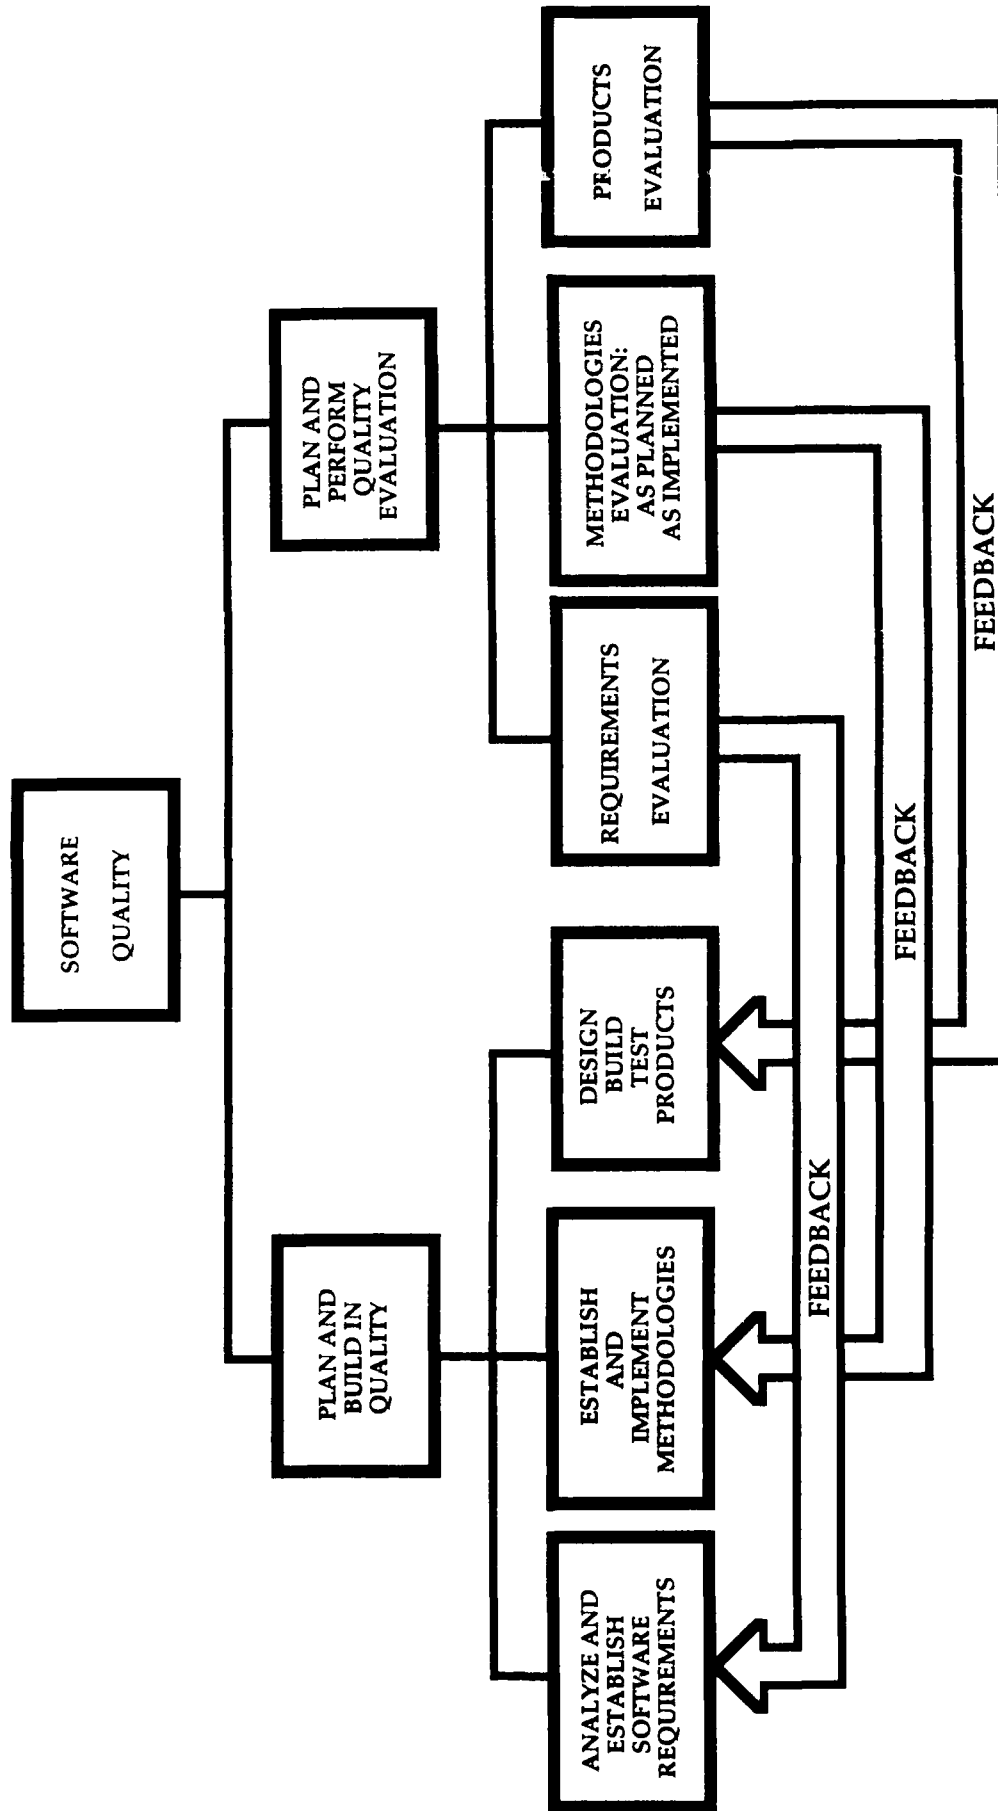 SOFTWARE
QUALITY
PLAN AND
BUILD IN
QUALITY
PLAN AND
PERFORM
QUALITY
EVALUATION
ANALYZE AND
ESTABLISH
SOFTWARE
REQUIREMENTS
ESTABLISH
AND
IMPLEMENT
METHODOLOGIES
DESIGN
BUILD
TEST
PRODUCTS
REQUIREMENTS
EVALUATION
METHODOLOGIES
EVALUATION:
AS PLANNED
AS IMPLEMENTED
PRODUCTS
EVALUATION
FEEDBACK
FEEDBACK
FEEDBACK